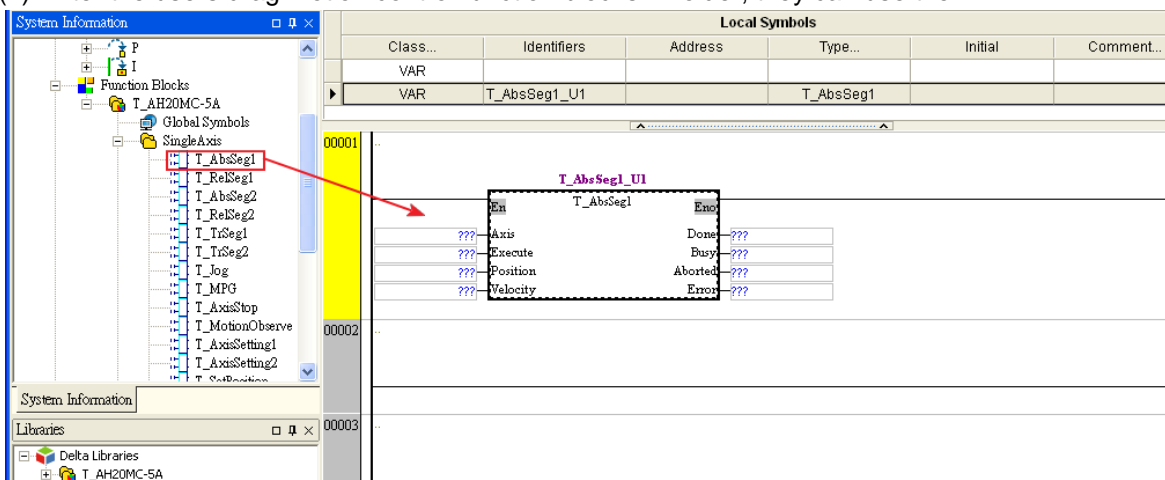 System Information
P
I
Function Blocks
T_AH20MC-5A
Global Symbols
SingleAxis
T_AbsSeg1
T_RelSeg1
T_AbsSeg2
T_RelSeg2
T_TrSeg1
T_TrSeg2
T_Jog
T_MPG
T_AxisStop
T_MotionObserve
T_AxisSetting1
T_AxisSetting2
System Information
Libraries
Delta Libraries
T_AH20MC-5A
Local Symbols
Class... Identifiers Address Type... Initial Comment...
VAR
VAR T_AbsSeg1_U1 T_AbsSeg1
00001
T_AbsSeg1_U1
En T_AbsSeg1 Eno
??? Axis Done ???
??? Execute Busy ???
??? Position Aborted ???
??? Velocity Error ???
00002
00003